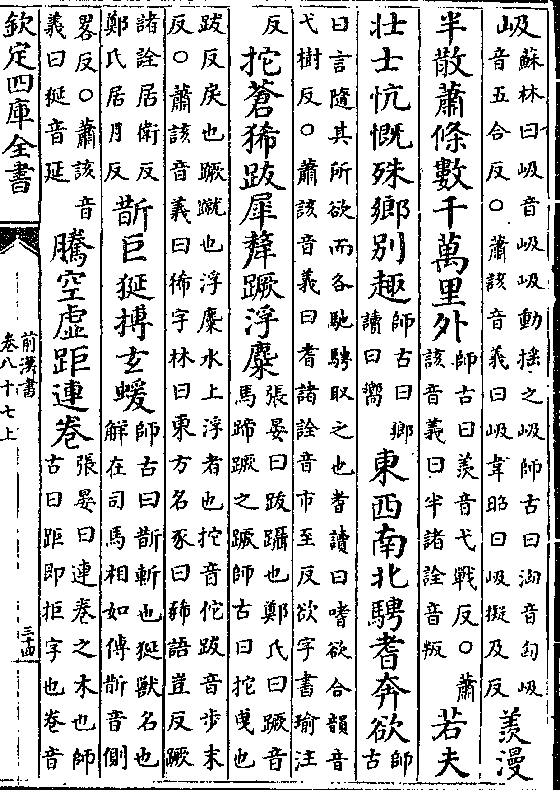 岋蘇林曰岋音岋岋動揺之岋師古曰洶音匈岋音五合反○蕭該音義曰岋韋昭曰岋擬及反羨漫
半散蕭條數千萬里外師古曰羨音弋戰反○蕭該音義曰半諸詮音叛若夫
壯士忼慨殊鄉別趣師古曰鄉讀曰嚮東西南北騁耆奔欲師古
曰言隨其所欲而各馳騁取之也耆讀曰嗜欲合韻音弋樹反○蕭該音義曰耆諸詮音市至反欲字書瑜注
反拕蒼狶跋犀犛蹶浮麋張晏曰跋躡也鄭氏曰蹶音馬蹄蹶之蹶師古曰拕曳也
跋反戾也蹶蹴也浮麋水上浮者也拕音佗跋音步末反○蕭該音義曰狶字林曰東方名豕曰狶語豈反蹶
諸詮居衛反鄭氏居月反斮巨狿搏玄蝯師古曰斮斬也狿獸名也解在司馬相如傳斮音側
畧反○蕭該音義曰狿音延騰空虛距連卷張晏曰連卷之木也師古曰距即拒字也卷音
欽定四庫全書
前漢書
卷八十七上
三十四